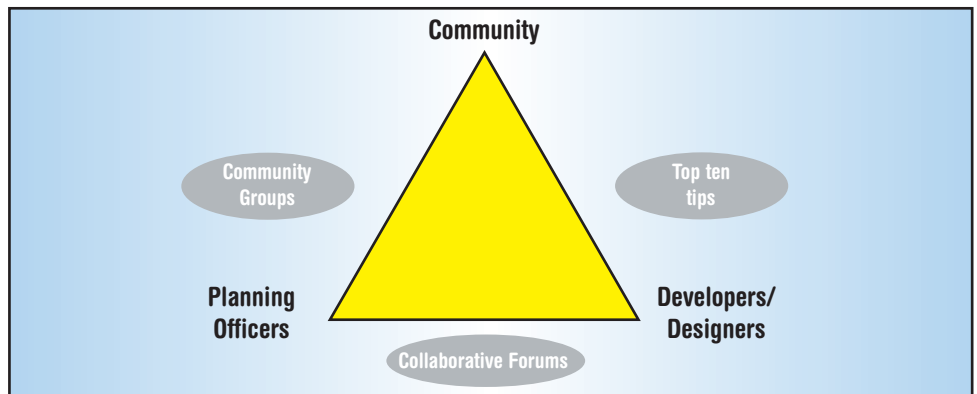 Community
Community
Groups
Top ten
tips
Planning
Officers
Developers/
Designers
Collaborative Forums